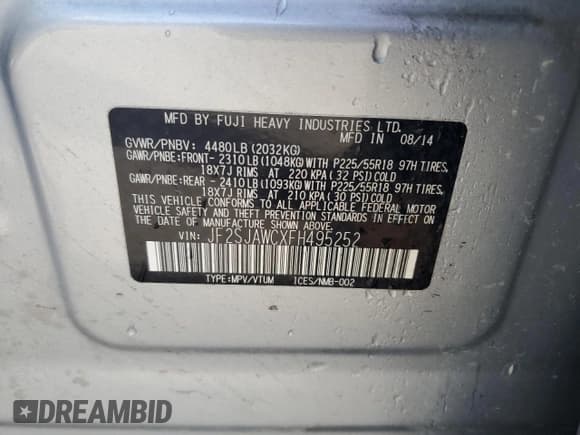 MFD BY FUJI HEAVY INDUSTRIES LTD.
MFD IN 08/14
GVWR/PNBV: 4480LB(2032KG)
GAWR/PNBE:FRONT- 2310LB(1048KG)WITH P225/55R18 97H TIRES,
18X7J RIMS AT 220 KPA(32 PSI)COLD
GAWR/PNBE:REAR - 2410LB(1093KG)WITH P225/55R18 97H TIRES,
18X7J RIMS AT 210 KPA(30 PSI)COLD
THIS VEHICLE CONFORMS TO ALL APPLICABLE FEDERAL MOTOR
VEHICLE SAFETY AND THEFT PREVENTION STANDARDS IN EFFECT ON
THE DATE OF MANUFACTURE SHOWN ABOVE.
VIN: JF2SJAWCXFH495252
TYPE:MPV/VTUM ICES/NMB-002
DREAMBID